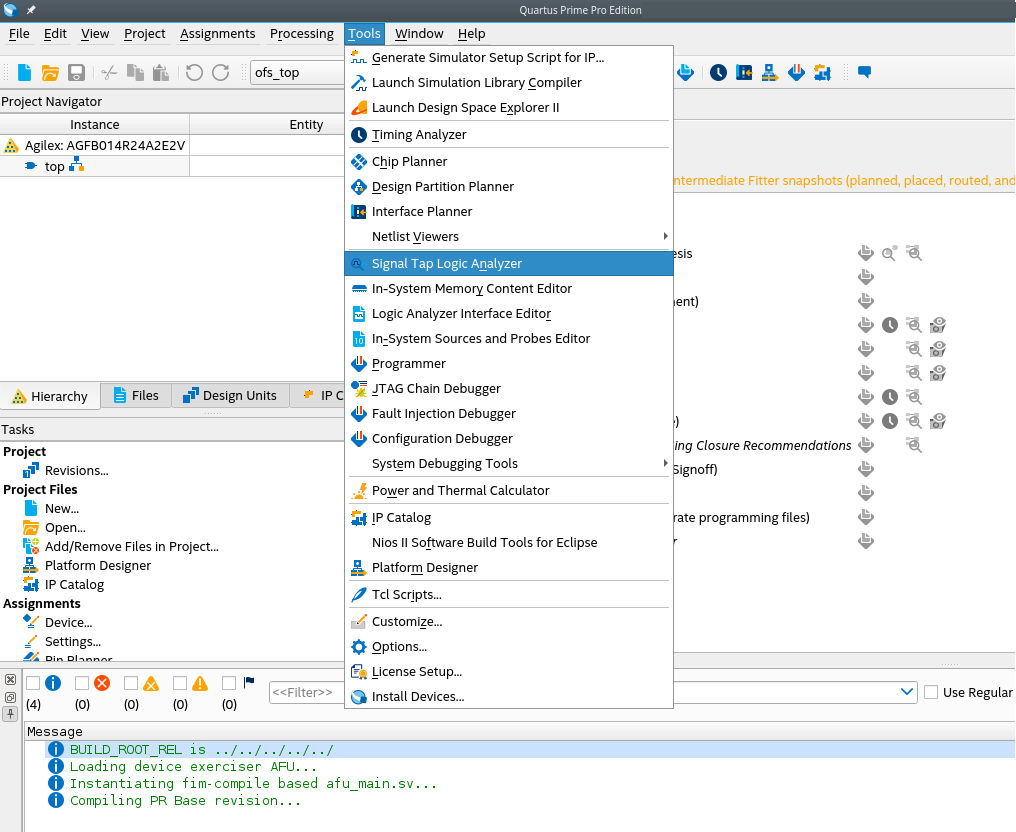 Quartus Prime Pro Edition
File Edit View Project Assignments Processing Tools Window Help
ofs_top
Project Navigator
Instance Entity
Agilex: AGFB014R24A2E2V
top
Hierarchy Files Design Units IP C
Tasks
Project
Revisions...
Project Files
New...
Open...
Add/Remove Files in Project...
Platform Designer
IP Catalog
Assignments
Device...
Settings...
Pin Planner
Generate Simulator Setup Script for IP...
Launch Simulation Library Compiler
Launch Design Space Explorer II
Timing Analyzer
Chip Planner
Design Partition Planner
Interface Planner
Netlist Viewers
Signal Tap Logic Analyzer
In-System Memory Content Editor
Logic Analyzer Interface Editor
In-System Sources and Probes Editor
Programmer
JTAG Chain Debugger
Fault Injection Debugger
Configuration Debugger
System Debugging Tools
Power and Thermal Calculator
IP Catalog
Nios II Software Build Tools for Eclipse
Platform Designer
Tcl Scripts...
Customize...
Options...
License Setup...
Install Devices...
ntermediate Fitter snapshots (planned, placed, routed, and
esis
ent)
e)
ing Closure Recommendations
Signoff)
rate programming files)
r
(4) (0) (0) (0) (0)
<<Filter>>
Use Regular
Message
BUILD_ROOT_REL is ../../../../../
Loading device exerciser AFU...
Instantiating fim-compile based afu_main.sv...
Compiling PR Base revision...